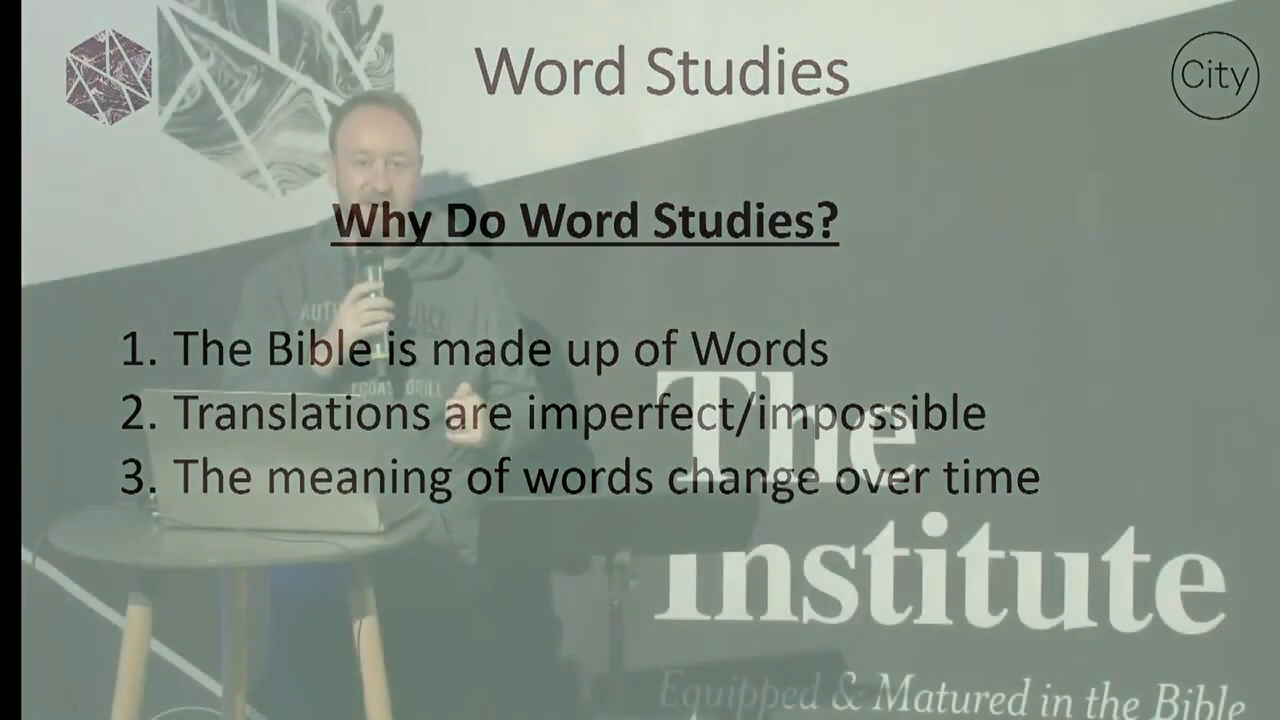 Word Studies
City
Why Do Word Studies?
1. The Bible is made up of Words
2. Translations are imperfect/impossible
3. The meaning of words change over time
The
Institute
Equipped & Matured in the Bible